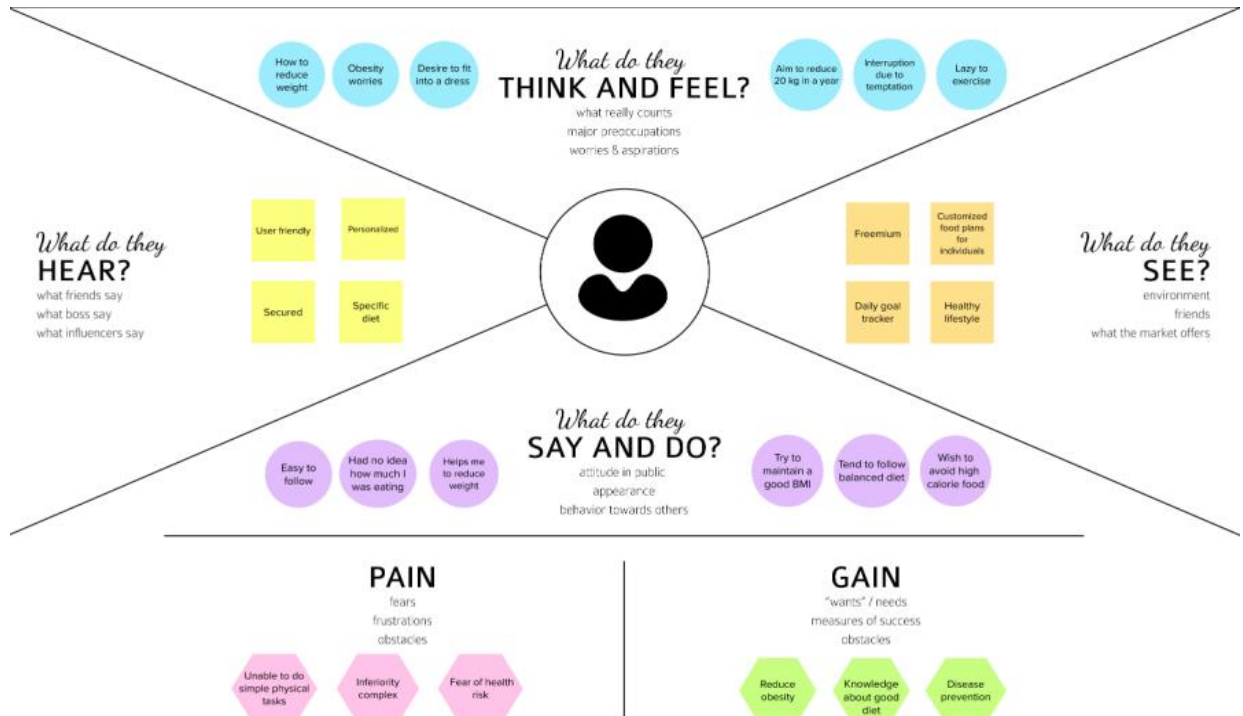 How to
reduce
weight
Obesity
worries
Desire to fit
into a dress
What do they
THINK AND FEEL?
what really counts
major preoccupations
worries & aspirations
Aim to reduce
20 kg in a year
Interruption
due to
temptation
Lazy to
exercise
What do they
HEAR?
what friends say
what boss say
what influencers say
User friendly
Personalized
Secured
Specific
diet
Freemium
Customized
food plans
for
individuals
Daily goal
tracker
Healthy
lifestyle
What do they
SEE?
environment
friends
what the market offers
Easy to
follow
Had no idea
how much I
was eating
Helps me
to reduce
weight
What do they
SAY AND DO?
attitude in public
appearance
behavior towards others
Try to
maintain a
good BMI
Tend to follow
balanced diet
Wish to
avoid high
calorie food
PAIN
fears
frustrations
obstacles
Unable to do
simple physical
tasks
Inferiority
complex
Fear of health
risk
GAIN
"wants" / needs
measures of success
obstacles
Reduce
obesity
Knowledge
about good
diet
Disease
prevention